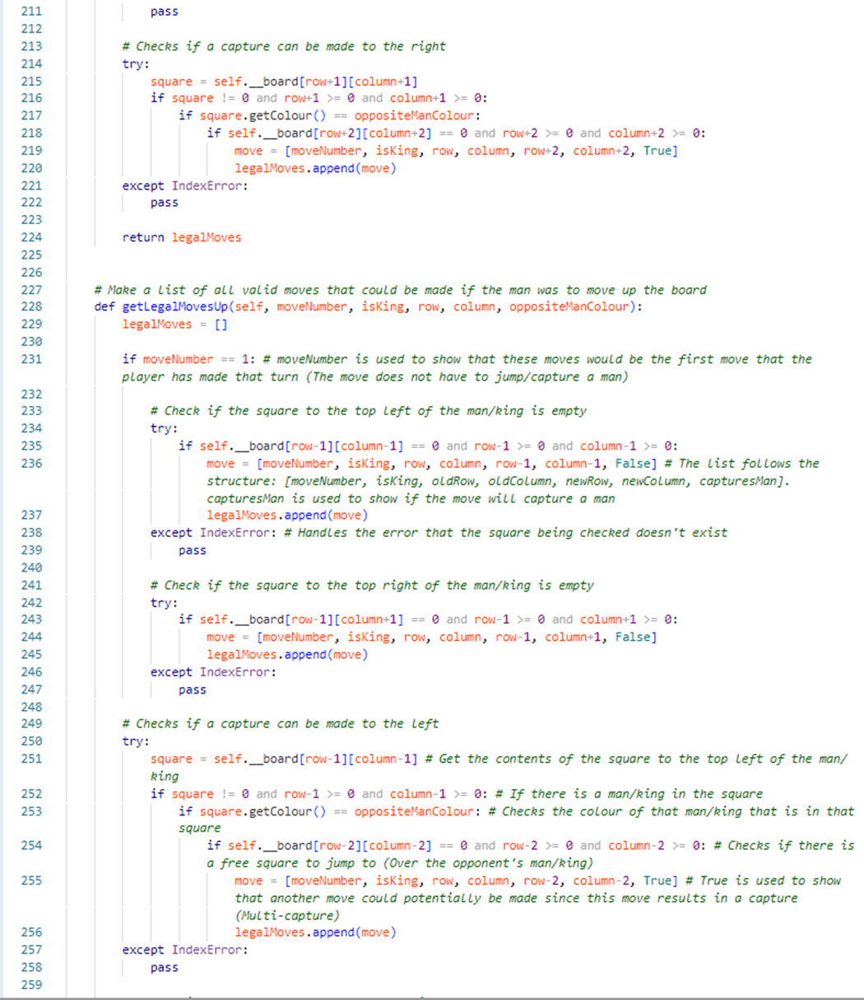 211 pass
212
213 # Checks if a capture can be made to the right
214 try:
215 square = self.__board[row+1][column+1]
216 if square != 0 and row+1 >= 0 and column+1 >= 0:
217 if square.getColour() == oppositeManColour:
218 if self.__board[row+2][column+2] == 0 and row+2 >= 0 and column+2 >= 0:
219 move = [moveNumber, isKing, row, column, row+2, column+2, True]
220 legalMoves.append(move)
221 except IndexError:
222 pass
223
224 return legalMoves
225
226
227 # Make a list of all valid moves that could be made if the man was to move up the board
228 def getLegalMovesUp(self, moveNumber, isKing, row, column, oppositeManColour):
229 legalMoves = []
230
231 if moveNumber == 1: # moveNumber is used to show that these moves would be the first move that the
player has made that turn (The move does not have to jump/capture a man)
232
233 # Check if the square to the top left of the man/king is empty
234 try:
235 if self.__board[row-1][column-1] == 0 and row-1 >= 0 and column-1 >= 0:
236 move = [moveNumber, isKing, row, column, row-1, column-1, False] # The list follows the
structure: [moveNumber, isKing, oldRow, oldColumn, newRow, newColumn, capturesMan].
capturesMan is used to show if the move will capture a man
237 legalMoves.append(move)
238 except IndexError: # Handles the error that the square being checked doesn't exist
239 pass
240
241 # Check if the square to the top right of the man/king is empty
242 try:
243 if self.__board[row-1][column+1] == 0 and row-1 >= 0 and column+1 >= 0:
244 move = [moveNumber, isKing, row, column, row-1, column+1, False]
245 legalMoves.append(move)
246 except IndexError:
247 pass
248
249 # Checks if a capture can be made to the left
250 try:
251 square = self.__board[row-1][column-1] # Get the contents of the square to the top left of the man/
king
252 if square != 0 and row-1 >= 0 and column-1 >= 0: # If there is a man/king in the square
253 if square.getColour() == oppositeManColour: # Checks the colour of that man/king that is in that
square
254 if self.__board[row-2][column-2] == 0 and row-2 >= 0 and column-2 >= 0: # Checks if there is
a free square to jump to (Over the opponent's man/king)
255 move = [moveNumber, isKing, row, column, row-2, column-2, True] # True is used to show
that another move could potentially be made since this move results in a capture
(Multi-capture)
256 legalMoves.append(move)
257 except IndexError:
258 pass
259